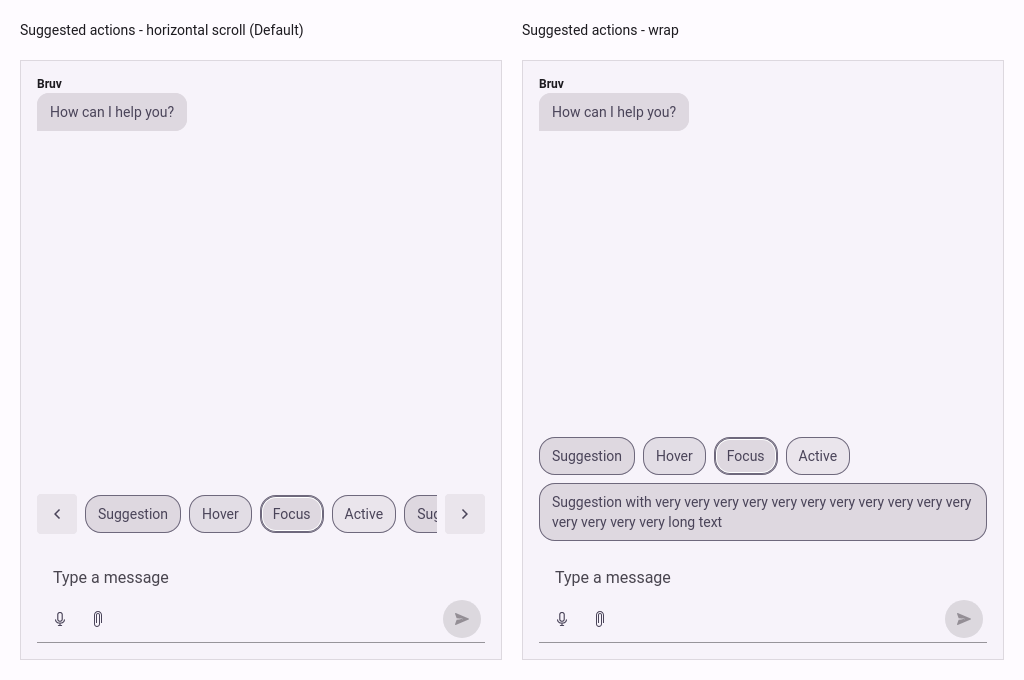 Suggested actions - horizontal scroll (Default)
Bruv
How can I help you?
Suggestion
Hover
Focus
Active
Sug
Type a message
Suggested actions - wrap
Bruv
How can I help you?
Suggestion
Hover
Focus
Active
Suggestion with very very very very very very very very very very very
very very very very long text
Type a message